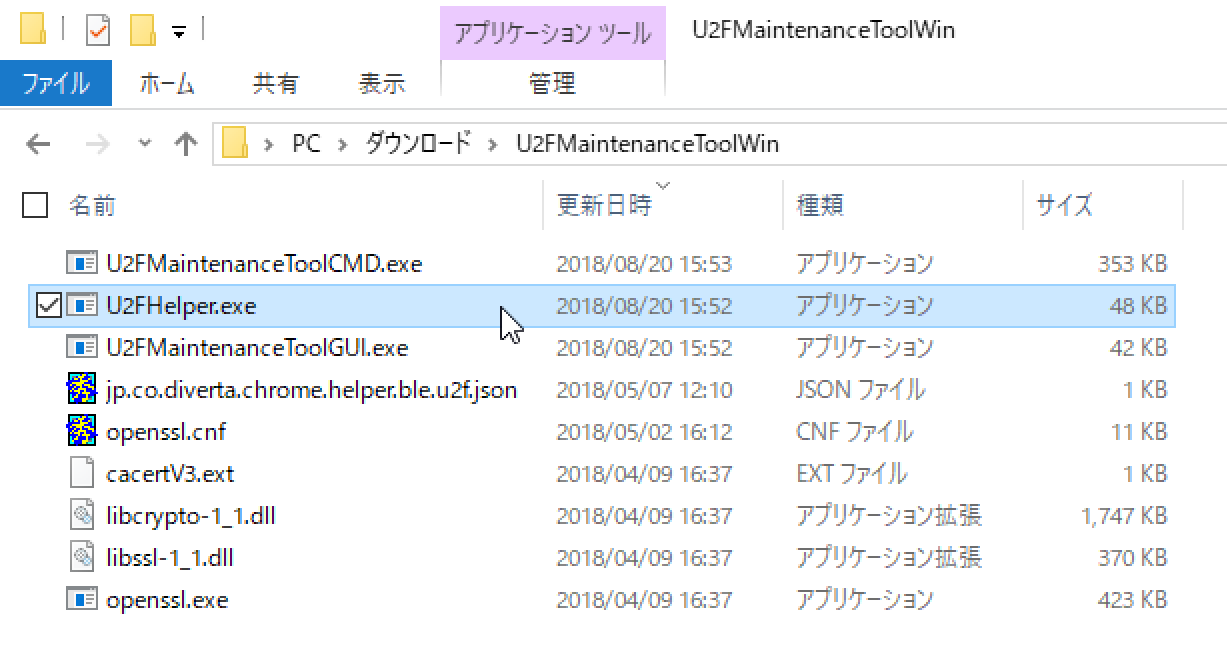 アプリケーション ツール U2FMaintenanceToolWin
ファイル ホーム 共有 表示 管理
PC ダウンロード U2FMaintenanceToolWin
名前 更新日時 種類 サイズ
U2FMaintenanceToolCMD.exe 2018/08/20 15:53 アプリケーション 353 KB
U2FHelper.exe 2018/08/20 15:52 アプリケーション 48 KB
U2FMaintenanceToolGUI.exe 2018/08/20 15:52 アプリケーション 42 KB
jp.co.diverta.chrome.helper.ble.u2f.json 2018/05/07 12:10 JSON ファイル 1 KB
openssl.cnf 2018/05/02 16:12 CNF ファイル 11 KB
cacertV3.ext 2018/04/09 16:37 EXT ファイル 1 KB
libcrypto-1_1.dll 2018/04/09 16:37 アプリケーション拡張 1,747 KB
libssl-1_1.dll 2018/04/09 16:37 アプリケーション拡張 370 KB
openssl.exe 2018/04/09 16:37 アプリケーション 423 KB